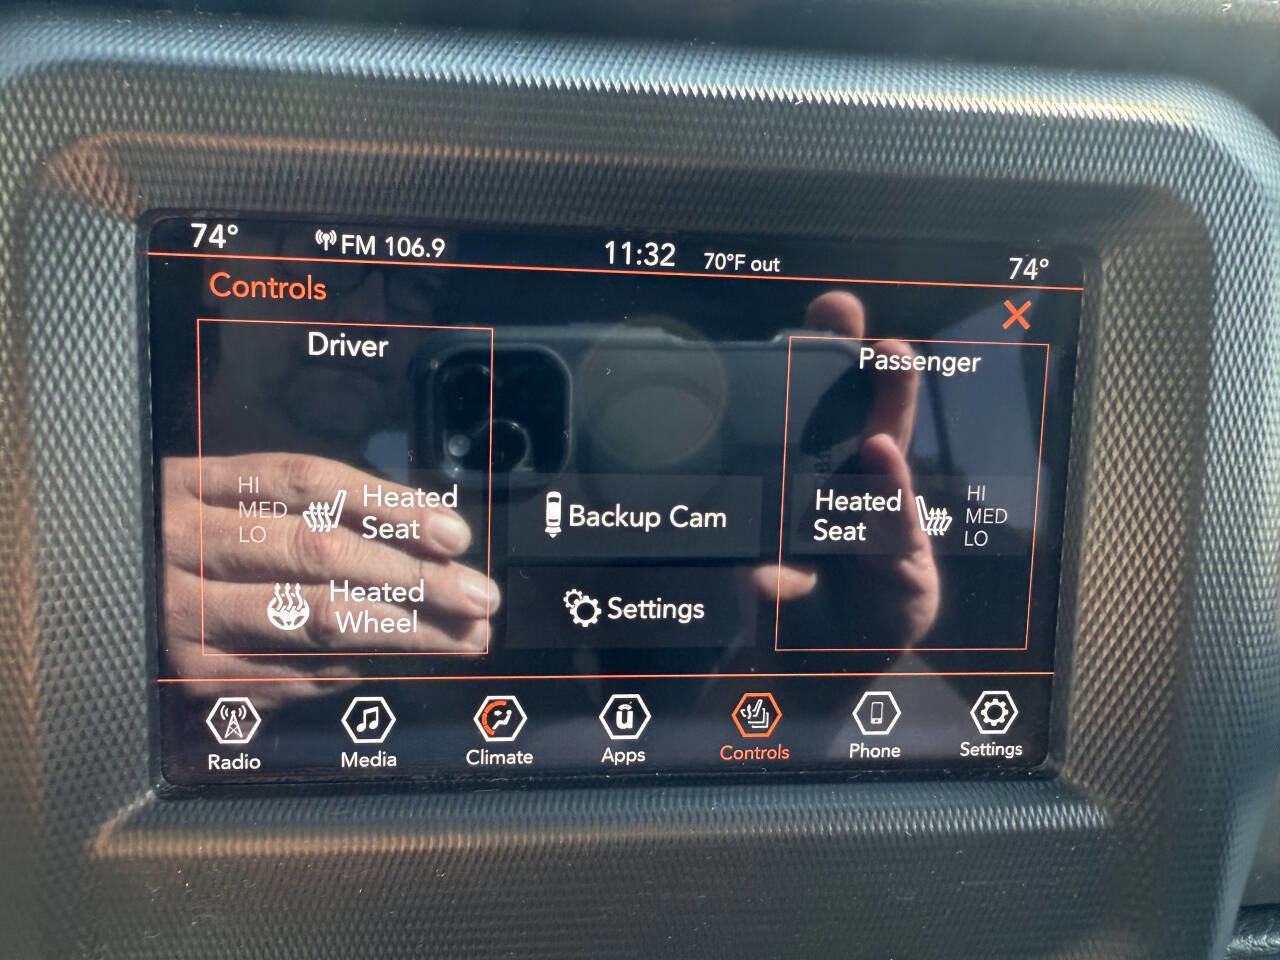 74° FM 106.9 11:32 70°F out 74°
Controls
Driver
HI
MED
LO
Heated
Seat
Heated
Wheel
Backup Cam
Settings
Passenger
Heated
Seat
HI
MED
LO
Radio Media Climate Apps Controls Phone Settings